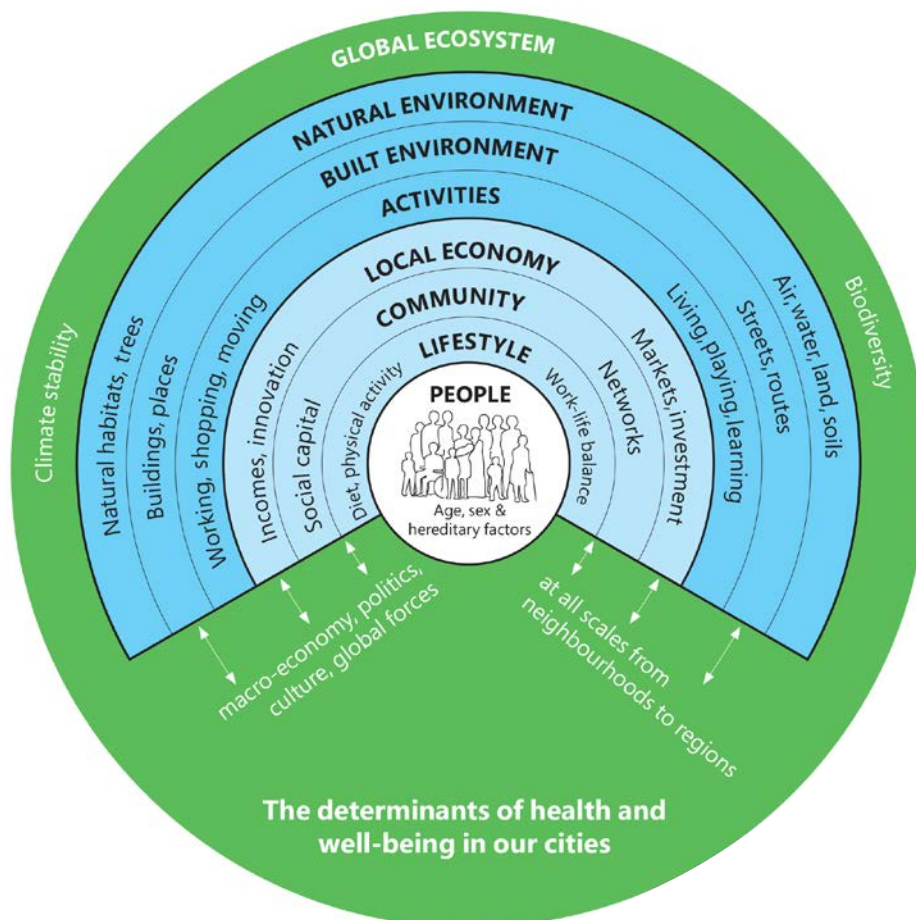 GLOBAL ECOSYSTEM
NATURAL ENVIRONMENT
BUILT ENVIRONMENT
ACTIVITIES
LOCAL ECONOMY
COMMUNITY
LIFESTYLE
PEOPLE
Age, sex &
hereditary factors
Climate stability
Natural habitats, trees
Buildings, places
Working, shopping, moving
Incomes, innovation
Social capital
Diet, physical activity
Work-life balance
Networks
Markets, investment
Living, playing, learning
Streets, routes
Air, water, land, soils
Biodiversity
macro-economy, politics,
culture, global forces
at all scales from
neighbourhoods to regions
The determinants of health and
well-being in our cities